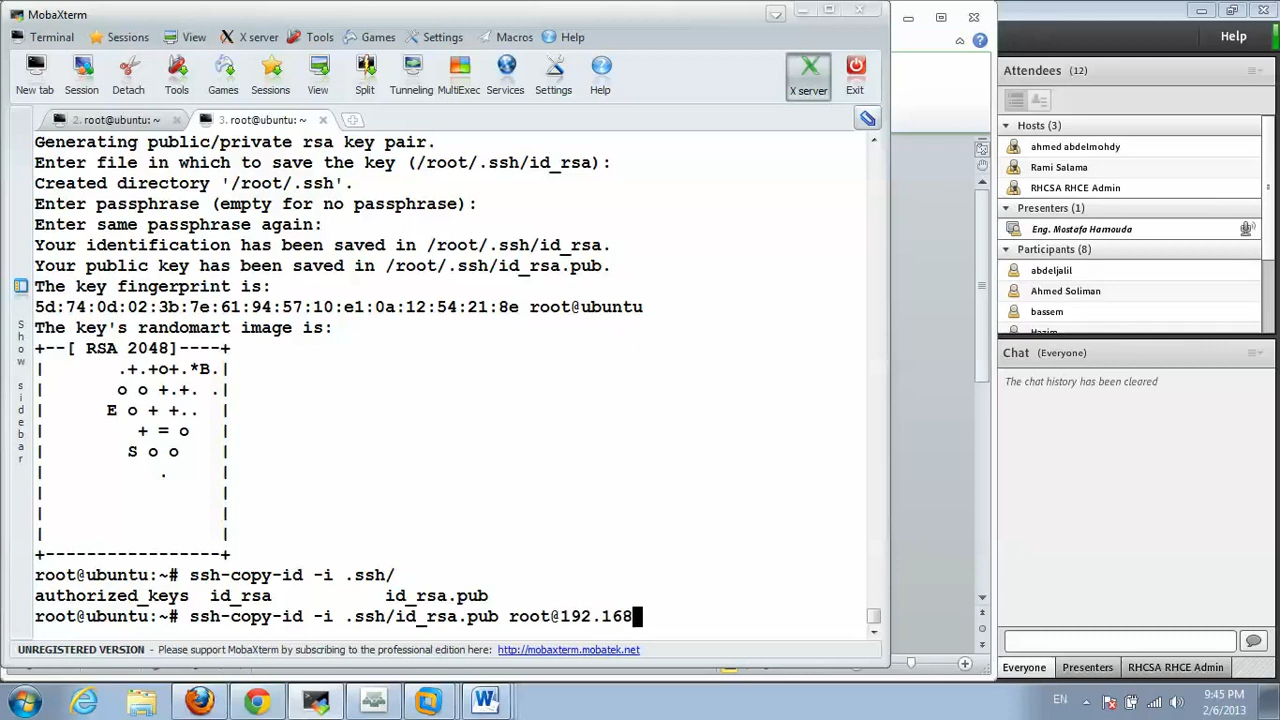 MobaXterm
Terminal Sessions View X server Tools Games Settings Macros Help
Help
New tab Session Detach Tools Games Sessions View Split Tunneling MultiExec Services Settings Help X server Exit
2. root@ubuntu: ~ 3. root@ubuntu: ~
Generating public/private rsa key pair.
Enter file in which to save the key (/root/.ssh/id_rsa):
Created directory '/root/.ssh'.
Enter passphrase (empty for no passphrase):
Enter same passphrase again:
Your identification has been saved in /root/.ssh/id_rsa.
Your public key has been saved in /root/.ssh/id_rsa.pub.
The key fingerprint is:
5d:74:0d:02:3b:7e:61:94:57:10:e1:0a:12:54:21:8e root@ubuntu
The key's randomart image is:
+--[ RSA 2048]----+
|        .+.+o+.*B.|
|        o o +.+. .|
|       E o + +..  |
|          + = o   |
|         S o o    |
|            .     |
|                 |
|                 |
|                 |
+-----------------+
root@ubuntu:~# ssh-copy-id -i .ssh/
authorized_keys id_rsa id_rsa.pub
root@ubuntu:~# ssh-copy-id -i .ssh/id_rsa.pub root@192.168
UNREGISTERED VERSION - Please support MobaXterm by subscribing to the professional edition here: http://mobaxterm.mobatek.net
Show sidebar
Attendees (12)
Hosts (3)
ahmed abdelmohdy
Rami Salama
RHCSA RHCE Admin
Presenters (1)
Eng. Mostafa Hamouda
Participants (8)
abdeljalil
Ahmed Soliman
bassem
Hazim
Chat (Everyone)
The chat history has been cleared
Everyone Presenters RHCSA RHCE Admin
EN
9:45 PM
2/6/2013